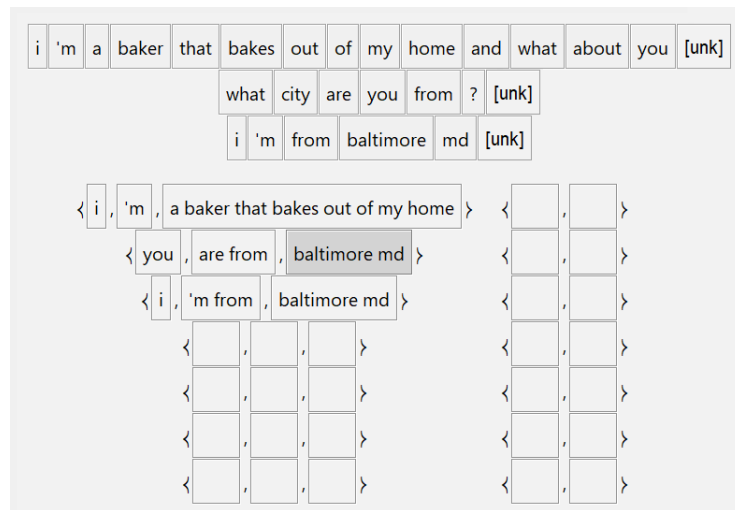 i 'm a baker that bakes out of my home and what about you [unk]
what city are you from ? [unk]
i 'm from baltimore md [unk]
⟨ i , 'm , a baker that bakes out of my home ⟩ ⟨ , ⟩
⟨ you , are from , baltimore md ⟩ ⟨ , ⟩
⟨ i , 'm from , baltimore md ⟩ ⟨ , ⟩
⟨ , , ⟩ ⟨ , ⟩
⟨ , , ⟩ ⟨ , ⟩
⟨ , , ⟩ ⟨ , ⟩
⟨ , , ⟩ ⟨ , ⟩